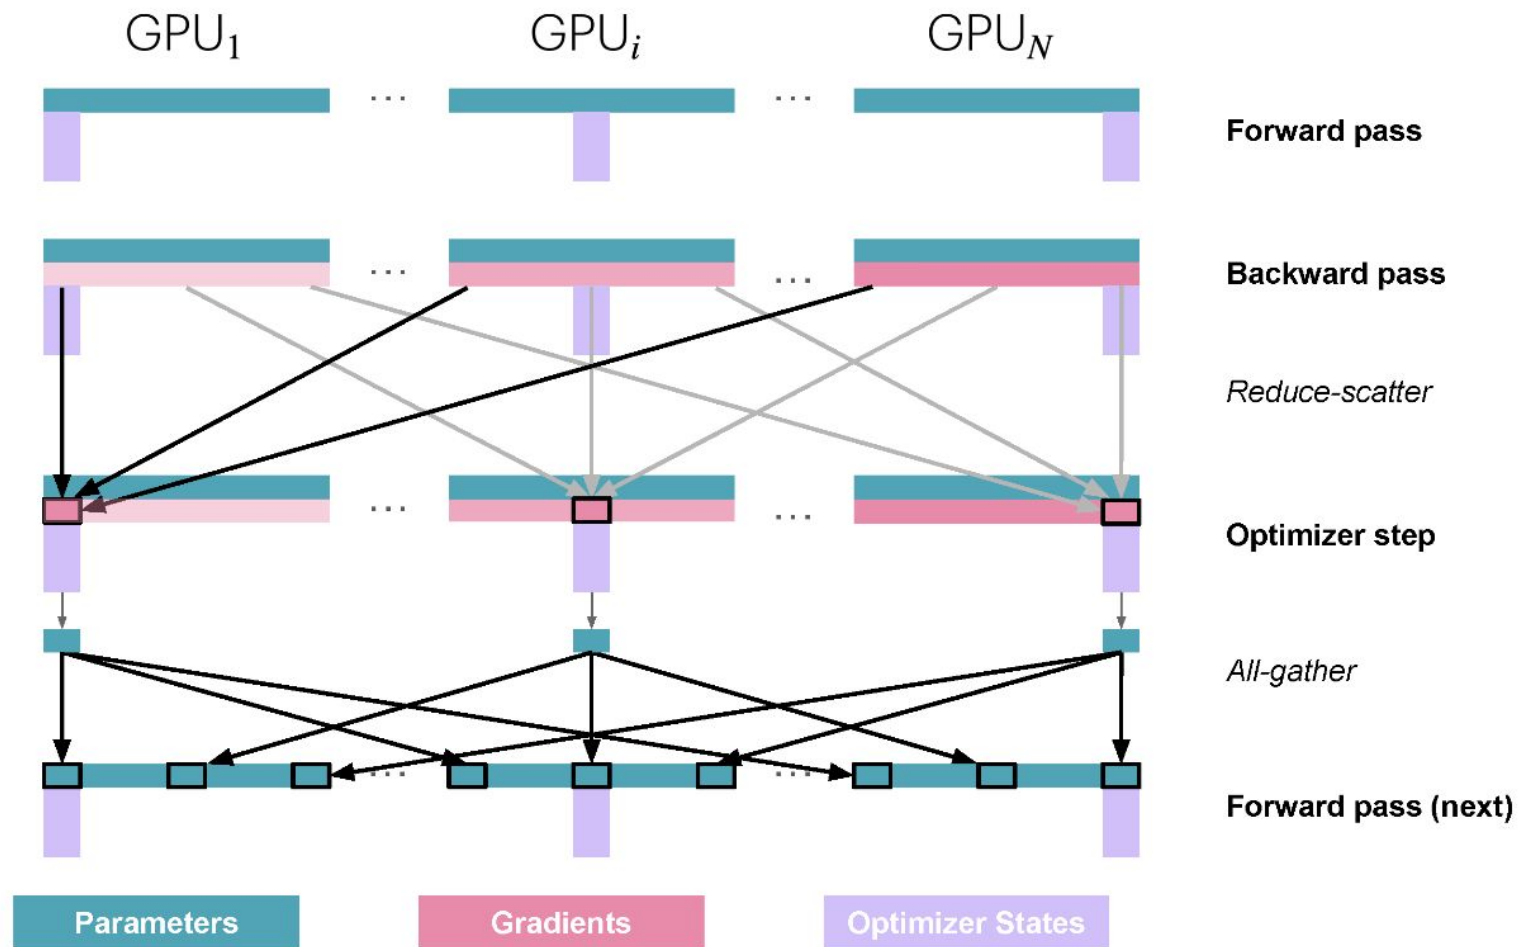 GPU₁ GPUᵢ GPU_N
... ...
Forward pass
... ...
Backward pass
Reduce-scatter
... ...
Optimizer step
All-gather
... ...
Forward pass (next)
Parameters Gradients Optimizer States